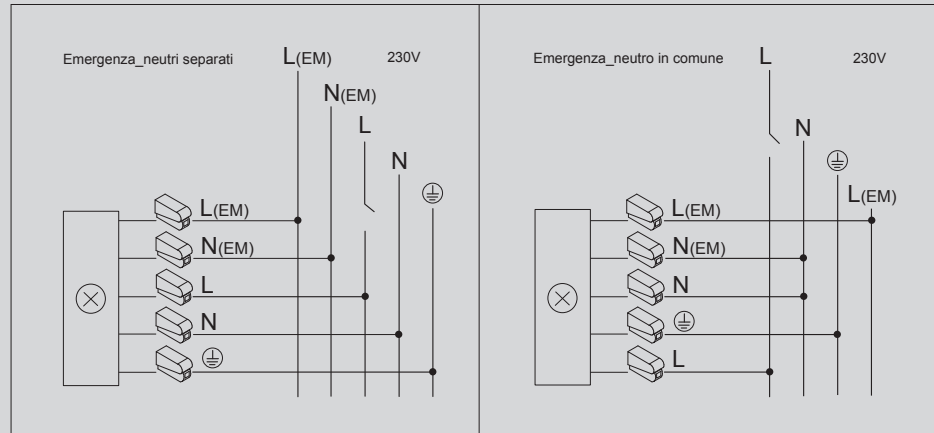 Emergenza_neutri separati
L(EM)
230V
N(EM)
L
N
L(EM)
N(EM)
L
N
Emergenza_neutro in comune
L
230V
N
L(EM)
L(EM)
N(EM)
N
L